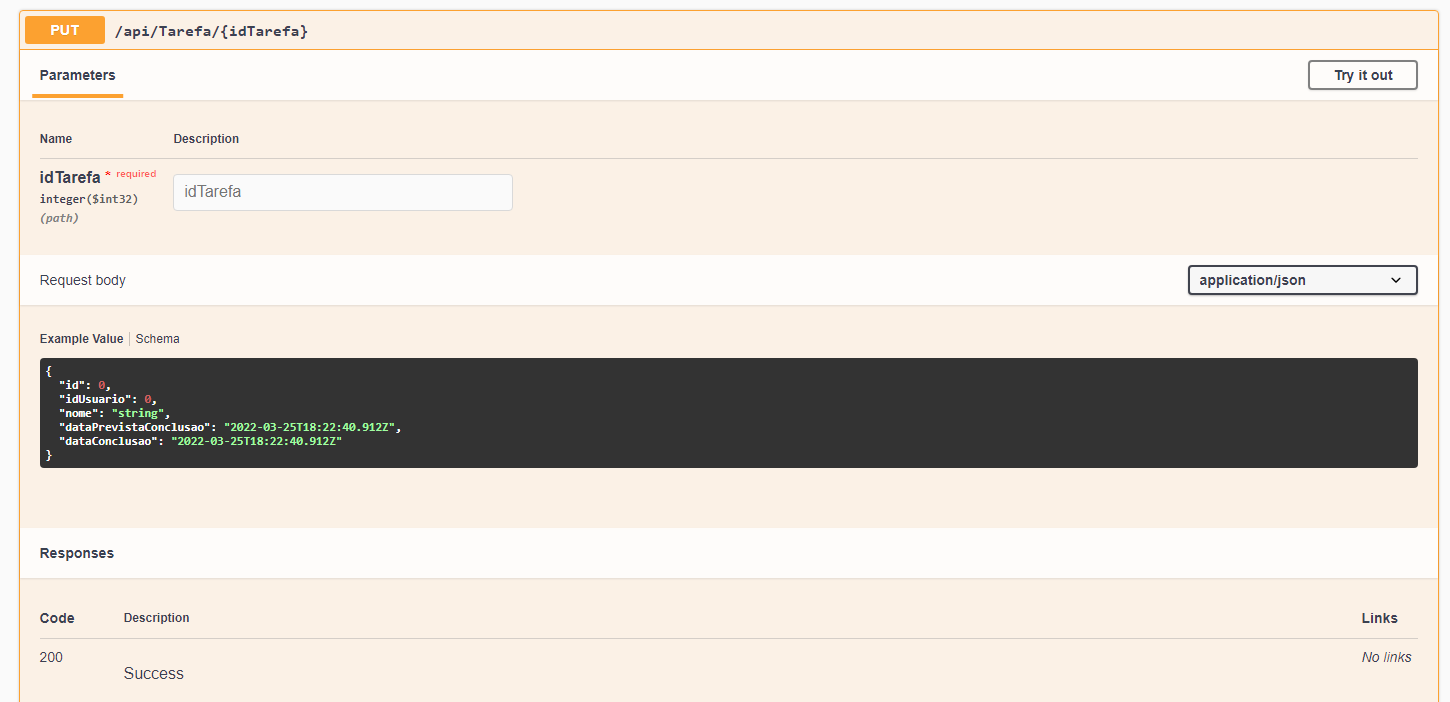 PUT /api/Tarefa/{idTarefa}
Parameters Try it out
Name Description
idTarefa * required
integer($int32)
(path)
idTarefa
Request body application/json
Example Value Schema
{
  "id": 0,
  "idUsuario": 0,
  "nome": "string",
  "dataPrevistaConclusao": "2022-03-25T18:22:40.912Z",
  "dataConclusao": "2022-03-25T18:22:40.912Z"
}
Responses
Code Description Links
200 Success No links